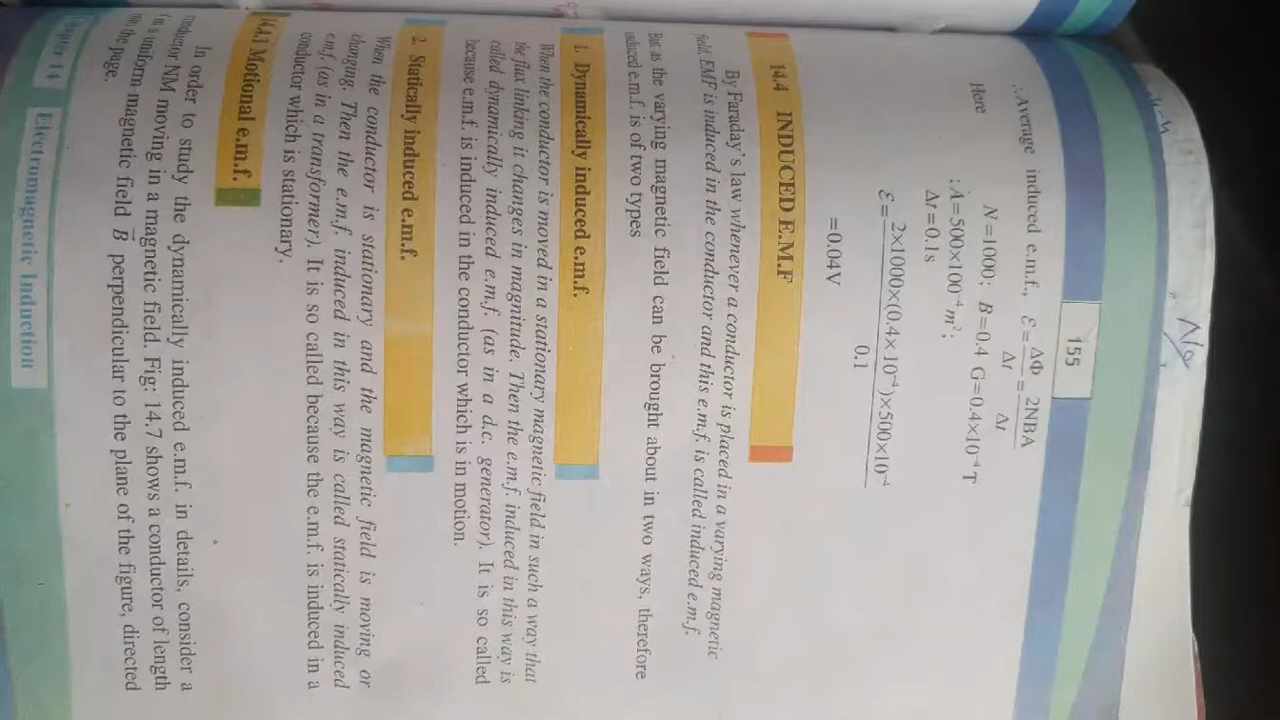 155
∴Average induced e.m.f., ε = ΔΦ/Δt = 2NBA/Δt
Here N=1000; B=0.4 G=0.4×10⁻⁴T
A=500×100⁻⁴m²;
Δt=0.1s
ε = 2×1000×(0.4×10⁻⁴)×500×10⁻⁴/0.1
=0.04V
14.4 INDUCED E.M.F
By Faraday's law whenever a conductor is placed in a varying magnetic
field, EMF is induced in the conductor and this e.m.f. is called induced e.m.f.
But as the varying magnetic field can be brought about in two ways, therefore
induced e.m.f. is of two types
1. Dynamically induced e.m.f.
When the conductor is moved in a stationary magnetic field in such a way that
the flux linking it changes in magnitude. Then the e.m.f. induced in this way is
called dynamically induced e.m.f. (as in a d.c. generator). It is so called
because e.m.f. is induced in the conductor which is in motion.
2. Statically induced e.m.f.
When the conductor is stationary and the magnetic field is moving or
changing. Then the e.m.f. induced in this way is called statically induced
e.m.f. (as in a transformer). It is so called because the e.m.f. is induced in a
conductor which is stationary.
14.4.1 Motional e.m.f.
In order to study the dynamically induced e.m.f. in details, consider a
conductor NM moving in a magnetic field. Fig: 14.7 shows a conductor of length
in a uniform magnetic field B⃗ perpendicular to the plane of the figure, directed
the page.
Chapter 14 Electromagnetic Induction